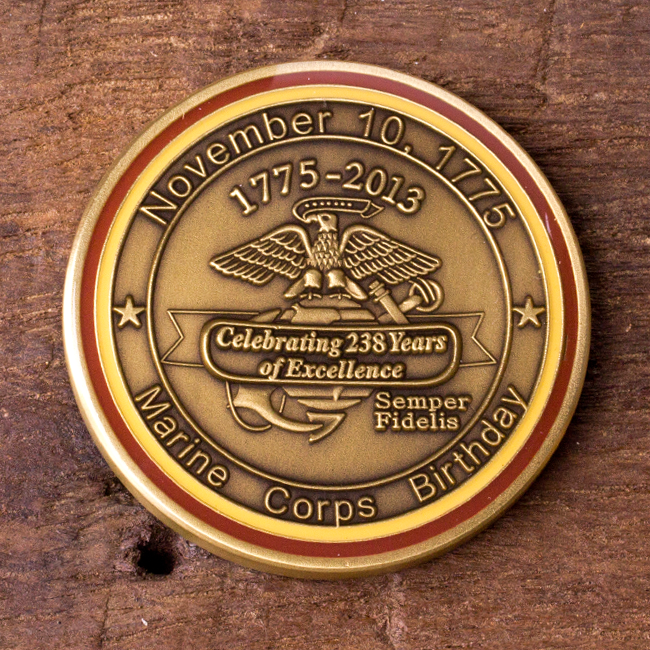 November 10, 1775
1775-2013
Celebrating 238 Years
of Excellence
Semper
Fidelis
Marine Corps Birthday